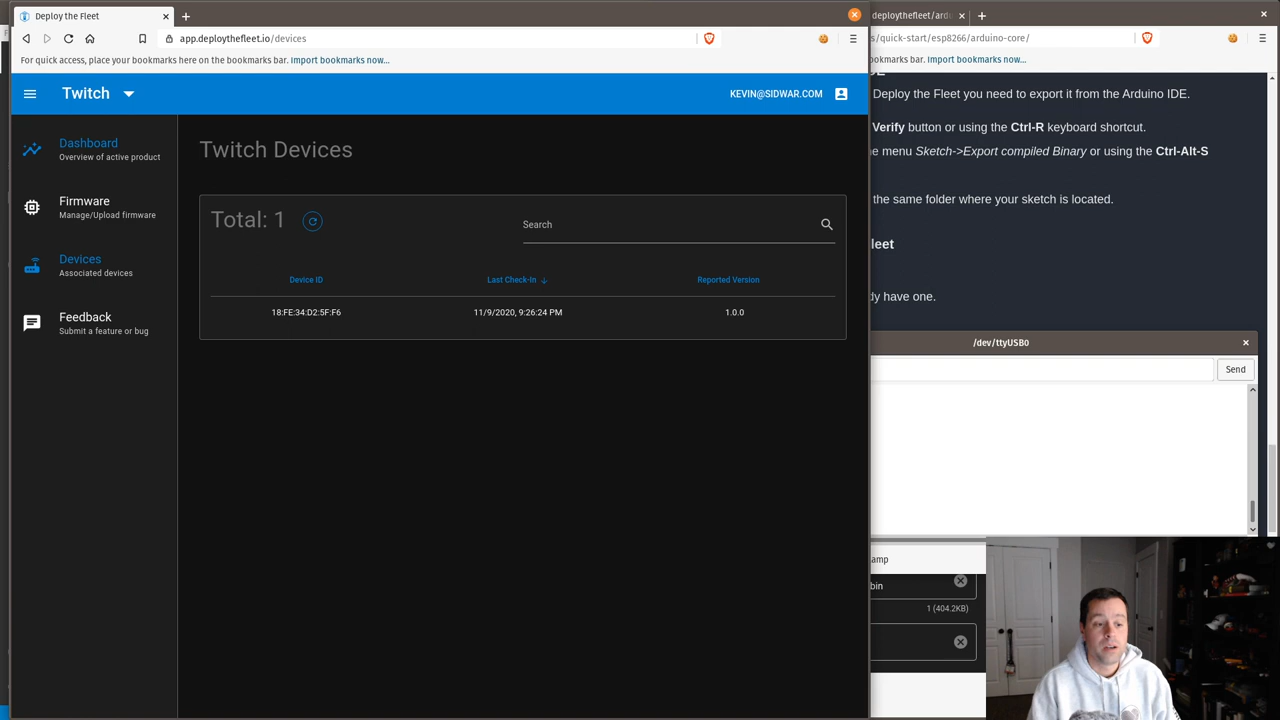 Deploy the Fleet
app.deploythefleet.io/devices
For quick access, place your bookmarks here on the bookmarks bar. Import bookmarks now...
Twitch
KEVIN@SIDWAR.COM
Dashboard
Overview of active product
Firmware
Manage/Upload firmware
Devices
Associated devices
Feedback
Submit a feature or bug
Twitch Devices
Total: 1
Search
Device ID
Last Check-In
Reported Version
18:FE:34:D2:5F:F6
11/9/2020, 9:26:24 PM
1.0.0
deploythefleet/ard
s/quick-start/esp8266/arduino-core/
ookmarks bar. Import bookmarks now...
Deploy the Fleet you need to export it from the Arduino IDE.
Verify button or using the Ctrl-R keyboard shortcut.
e menu Sketch->Export compiled Binary or using the Ctrl-Alt-S
the same folder where your sketch is located.
leet
dy have one.
/dev/ttyUSB0
Send
amp
bin
1 (404.2KB)